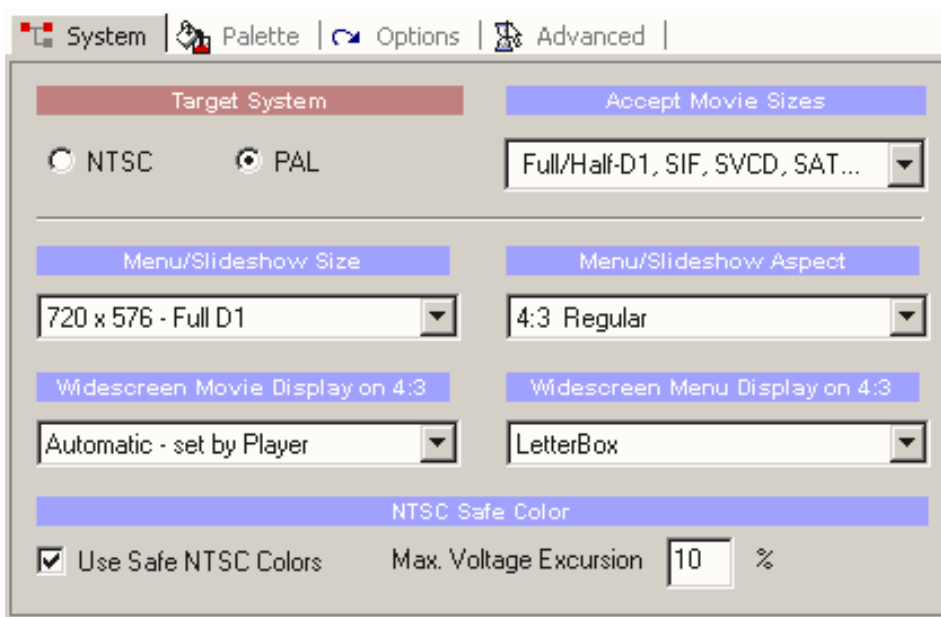 System Palette Options Advanced
Target System Accept Movie Sizes
NTSC PAL Full/Half-D1, SIF, SVCD, SAT...
Menu/Slideshow Size Menu/Slideshow Aspect
720 x 576 - Full D1 4:3 Regular
Widescreen Movie Display on 4:3 Widescreen Menu Display on 4:3
Automatic - set by Player LetterBox
NTSC Safe Color
Use Safe NTSC Colors Max. Voltage Excursion 10 %